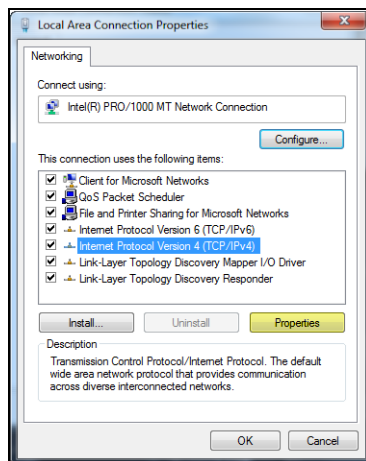 Local Area Connection Properties
Networking
Connect using:
Intel(R) PRO/1000 MT Network Connection
Configure...
This connection uses the following items:
Client for Microsoft Networks
QoS Packet Scheduler
File and Printer Sharing for Microsoft Networks
Internet Protocol Version 6 (TCP/IPv6)
Internet Protocol Version 4 (TCP/IPv4)
Link-Layer Topology Discovery Mapper I/O Driver
Link-Layer Topology Discovery Responder
Install... Uninstall Properties
Description
Transmission Control Protocol/Internet Protocol. The default
wide area network protocol that provides communication
across diverse interconnected networks.
OK Cancel